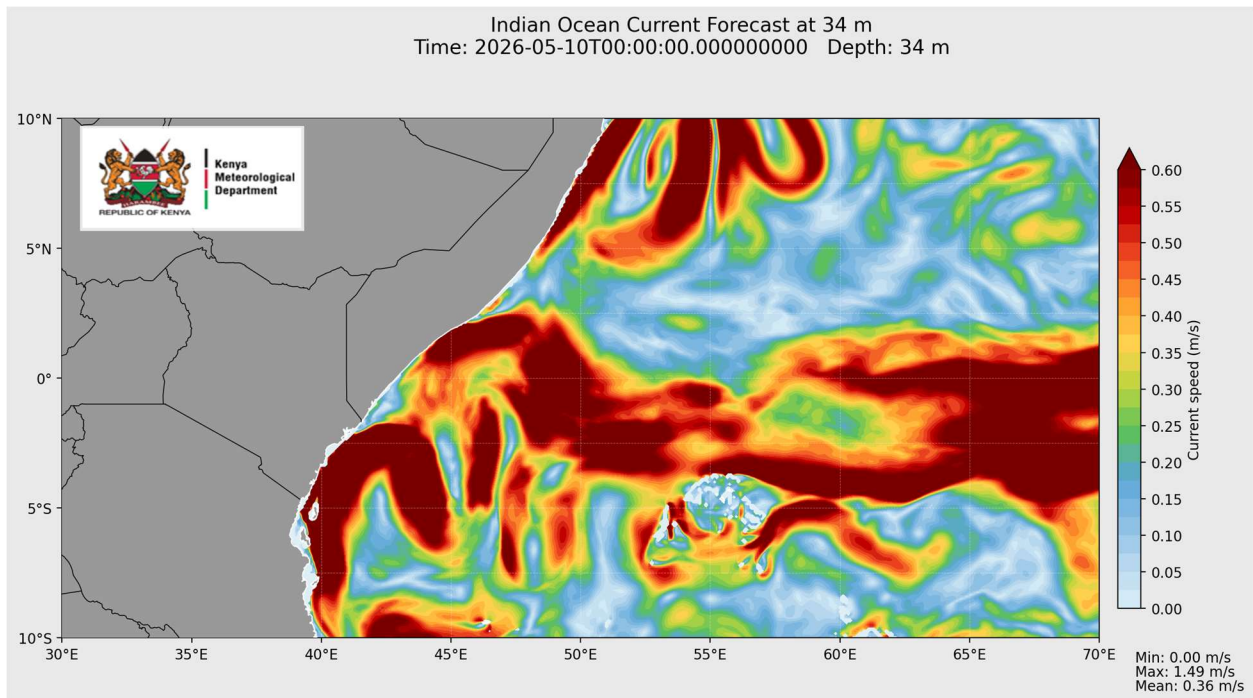 Indian Ocean Current Forecast at 34 m
Time: 2026-05-10T00:00:00.000000000   Depth: 34 m
Kenya
Meteorological
Department
REPUBLIC OF KENYA
10°N
5°N
0°
5°S
10°S
30°E
35°E
40°E
45°E
50°E
55°E
60°E
65°E
70°E
0.60
0.55
0.50
0.45
0.40
0.35
0.30
0.25
0.20
0.15
0.10
0.05
0.00
Current speed (m/s)
Min: 0.00 m/s
Max: 1.49 m/s
Mean: 0.36 m/s